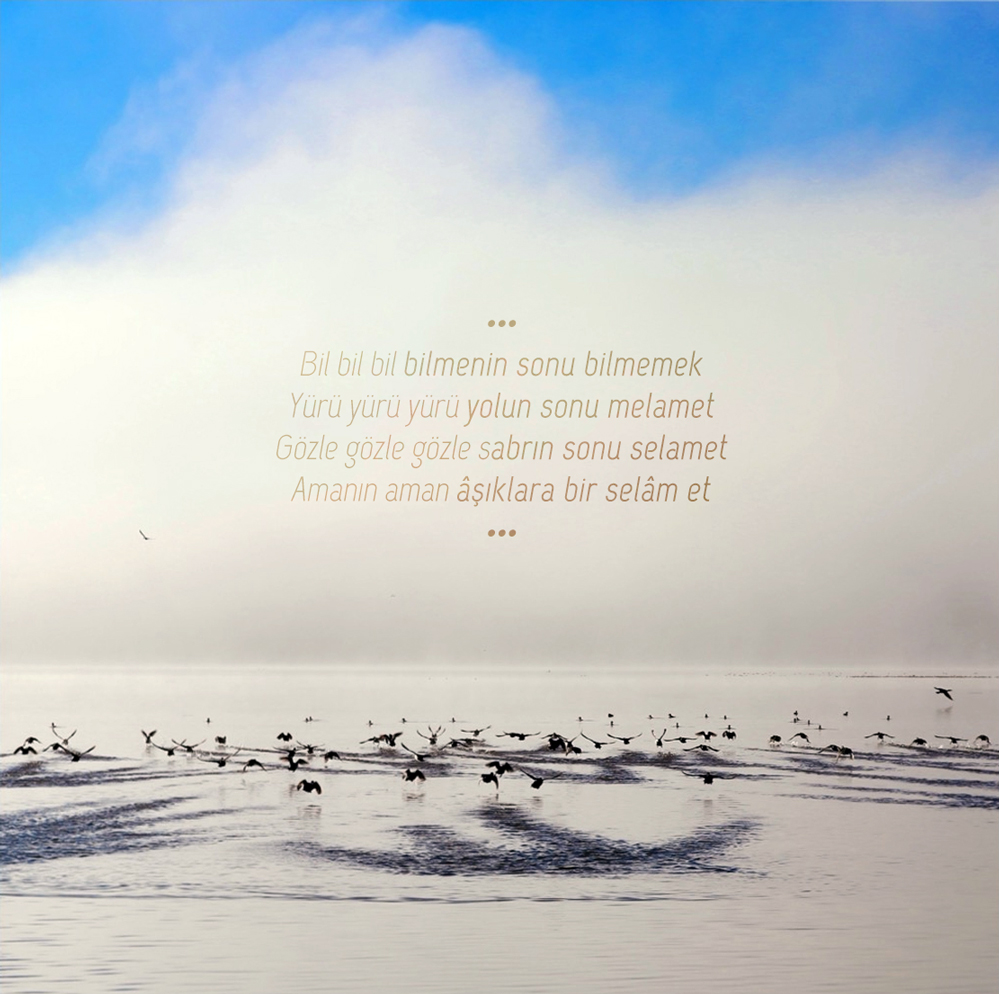 •••
Bil bil bil bilmenin sonu bilmemek
Yürü yürü yürü yolun sonu melamet
Gözle gözle gözle sabrın sonu selamet
Amanın aman âşıklara bir selâm et
•••